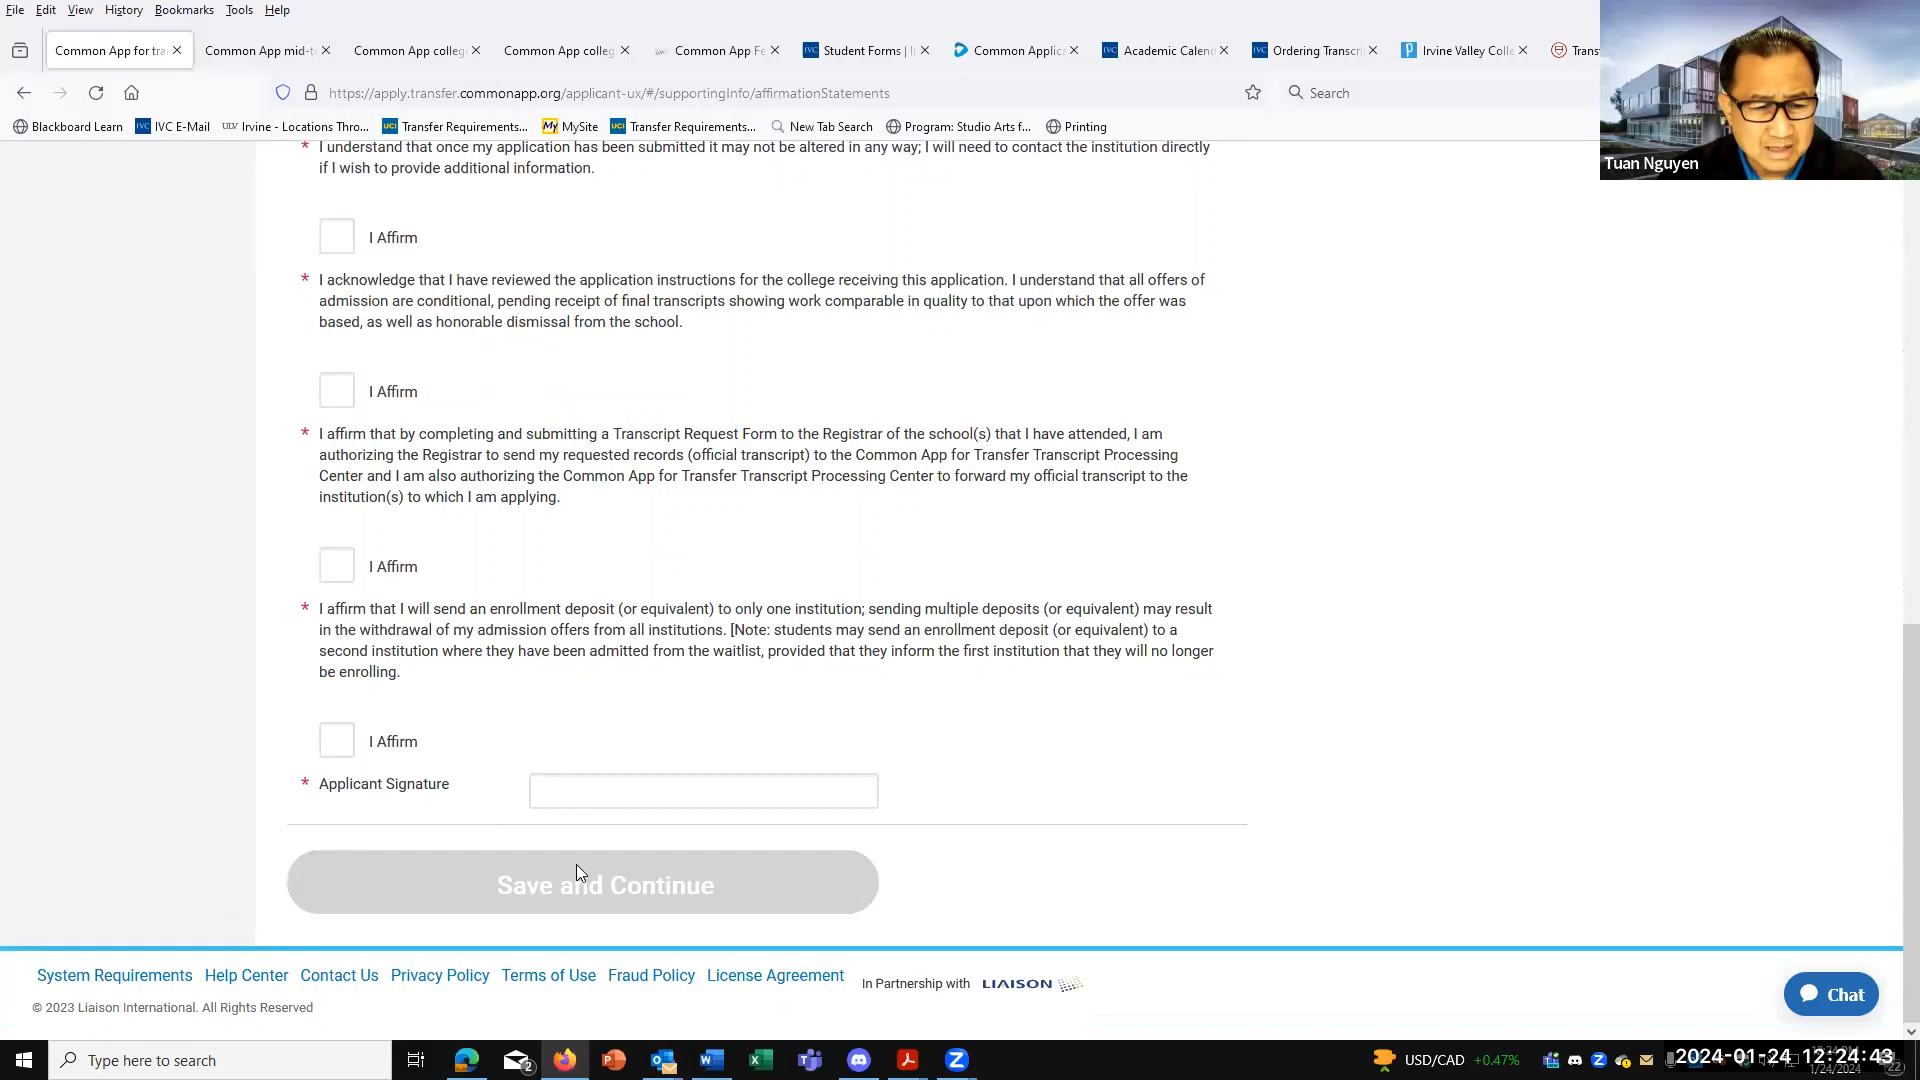 File Edit View History Bookmarks Tools Help
Common App for tra
Common App mid-t
Common App colleg
Common App colleg
Common App Fe
Student Forms | I
Common Applic
Academic Calend
Ordering Transcri
Irvine Valley Colle
Trans
https://apply.transfer.commonapp.org/applicant-ux/#/supportingInfo/affirmationStatements
Search
Blackboard Learn
IVC E-Mail
Irvine - Locations Thro...
Transfer Requirements...
MySite
Transfer Requirements...
New Tab Search
Program: Studio Arts f...
Printing
Tuan Nguyen
* I understand that once my application has been submitted it may not be altered in any way; I will need to contact the institution directly
if I wish to provide additional information.
I Affirm
* I acknowledge that I have reviewed the application instructions for the college receiving this application. I understand that all offers of
admission are conditional, pending receipt of final transcripts showing work comparable in quality to that upon which the offer was
based, as well as honorable dismissal from the school.
I Affirm
* I affirm that by completing and submitting a Transcript Request Form to the Registrar of the school(s) that I have attended, I am
authorizing the Registrar to send my requested records (official transcript) to the Common App for Transfer Transcript Processing
Center and I am also authorizing the Common App for Transfer Transcript Processing Center to forward my official transcript to the
institution(s) to which I am applying.
I Affirm
* I affirm that I will send an enrollment deposit (or equivalent) to only one institution; sending multiple deposits (or equivalent) may result
in the withdrawal of my admission offers from all institutions. [Note: students may send an enrollment deposit (or equivalent) to a
second institution where they have been admitted from the waitlist, provided that they inform the first institution that they will no longer
be enrolling.
I Affirm
* Applicant Signature
Save and Continue
System Requirements Help Center Contact Us Privacy Policy Terms of Use Fraud Policy License Agreement
In Partnership with LIAISON
© 2023 Liaison International. All Rights Reserved
Chat
Type here to search
USD/CAD +0.47%
2024-01-24 12:24:43
1/24/2024